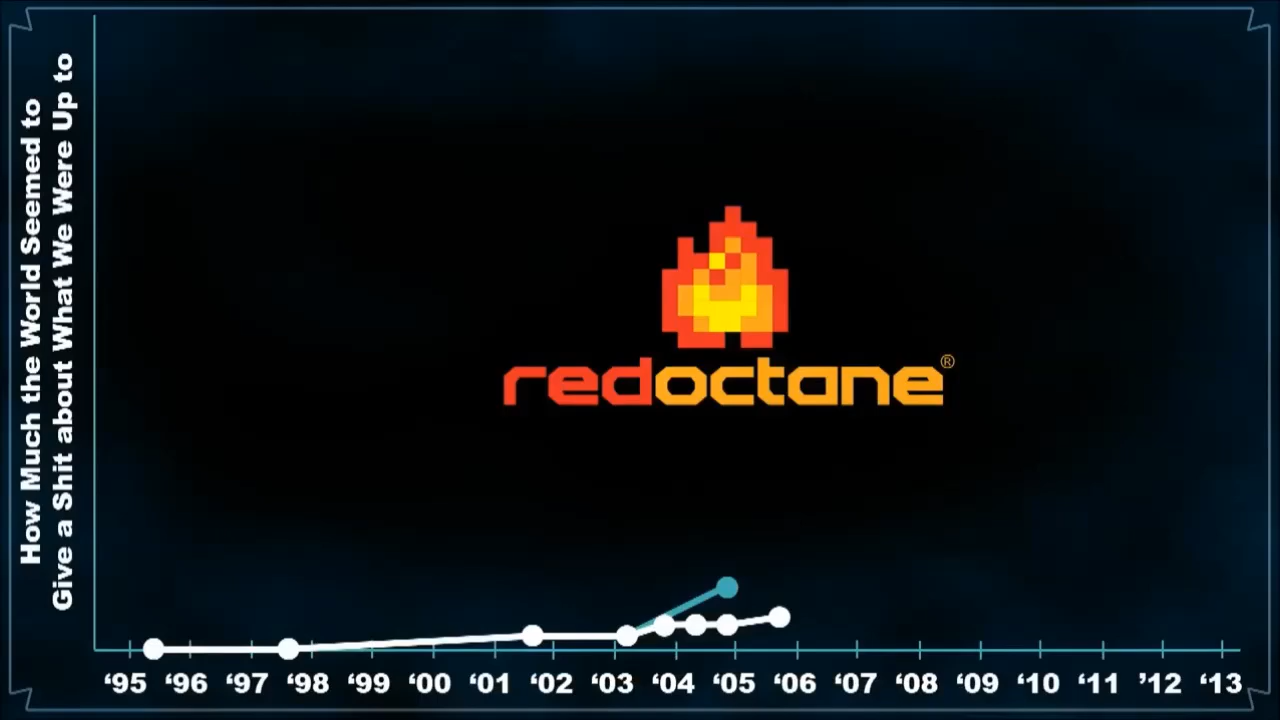 How Much the World Seemed to
Give a Shit about What We Were Up to
redoctane®
‘95 ‘96 ‘97 ‘98 ‘99 ‘00 ‘01 ‘02 ‘03 ‘04 ‘05 ‘06 ‘07 ‘08 ‘09 ‘10 ‘11 ’12 ‘13